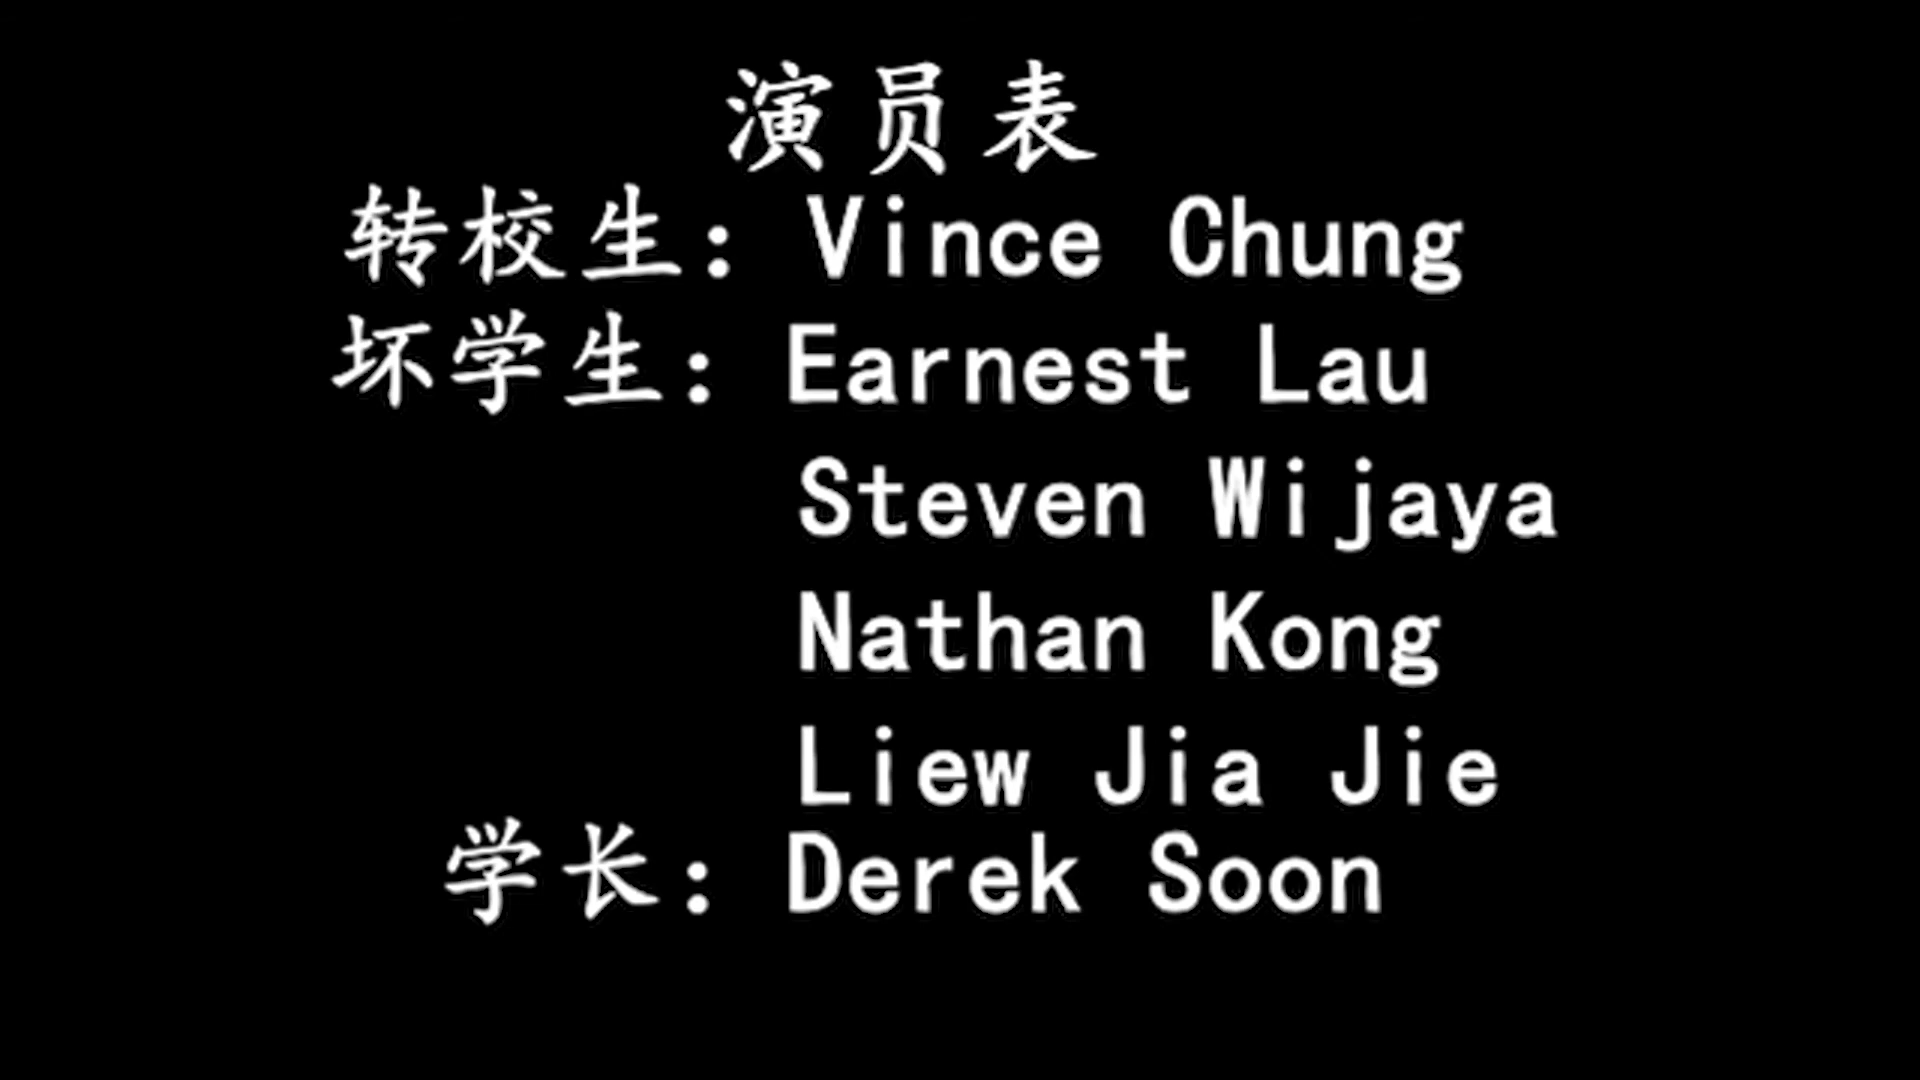 演员表
转校生：Vince Chung
坏学生：Earnest Lau
Steven Wijaya
Nathan Kong
Liew Jia Jie
学长：Derek Soon